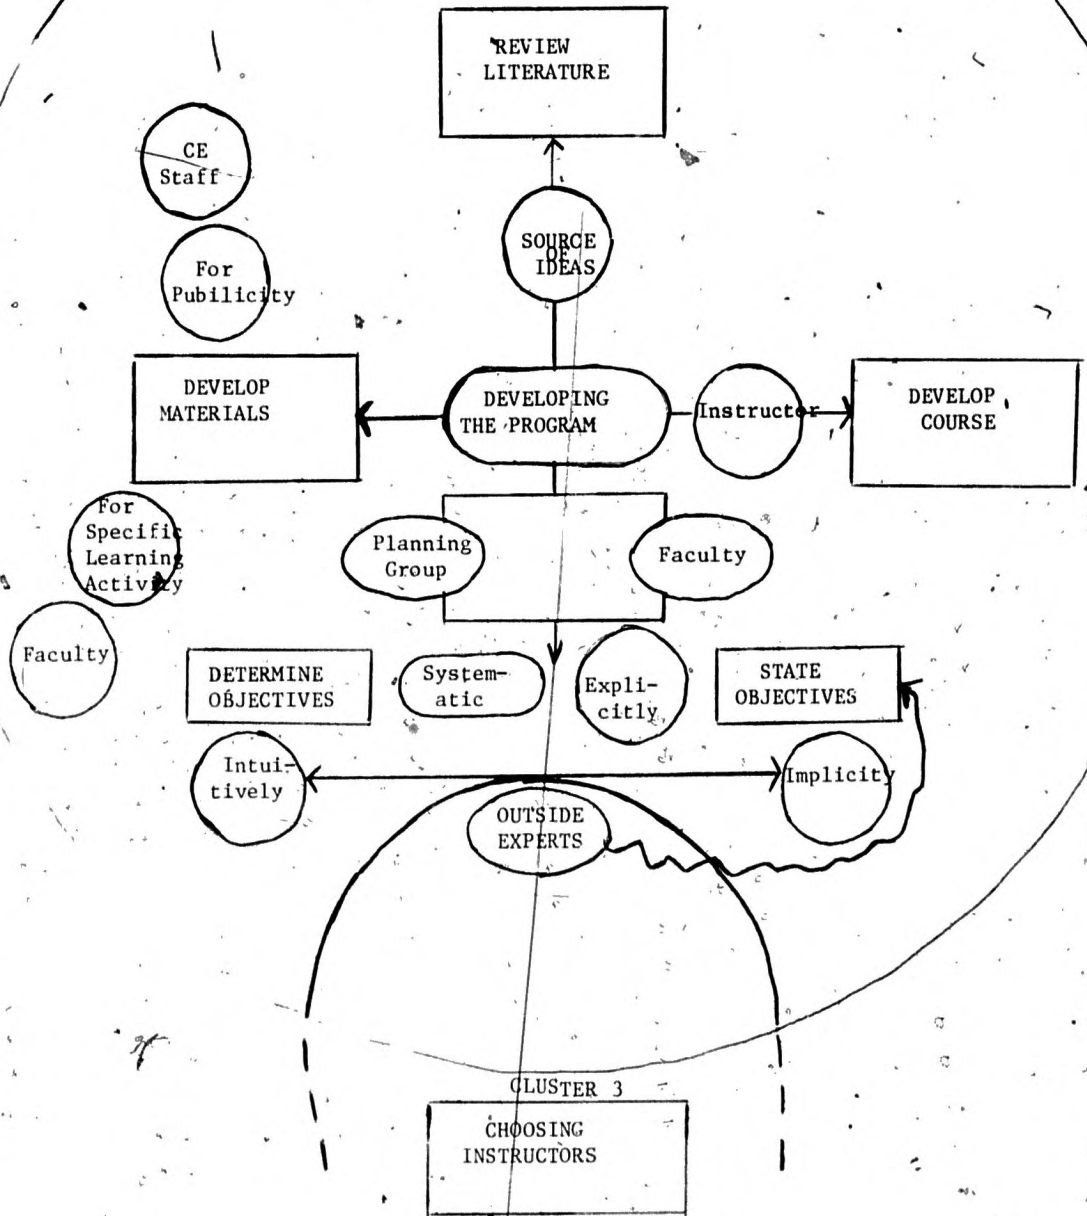 REVIEW
LITERATURE
CE
Staff
SOURCE
OF
IDEAS
For
Pubilicity
DEVELOP
MATERIALS
DEVELOPING
THE PROGRAM
Instructor
DEVELOP
COURSE
For
Specific
Learning
Activity
Planning
Group
Faculty
Faculty
DETERMINE
OBJECTIVES
System-
atic
Expli-
citly
STATE
OBJECTIVES
Intui-
tively
Implicity
OUTSIDE
EXPERTS
CLUSTER 3
CHOOSING
INSTRUCTORS